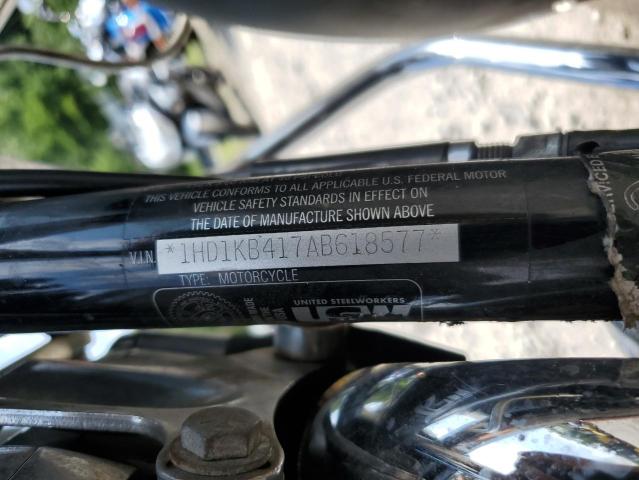 THIS VEHICLE CONFORMS TO ALL APPLICABLE U.S. FEDERAL MOTOR
VEHICLE SAFETY STANDARDS IN EFFECT ON
THE DATE OF MANUFACTURE SHOWN ABOVE
V.I.N. *1HD1KB417AB618577*
TYPE: MOTORCYCLE
UNITED STEELWORKERS